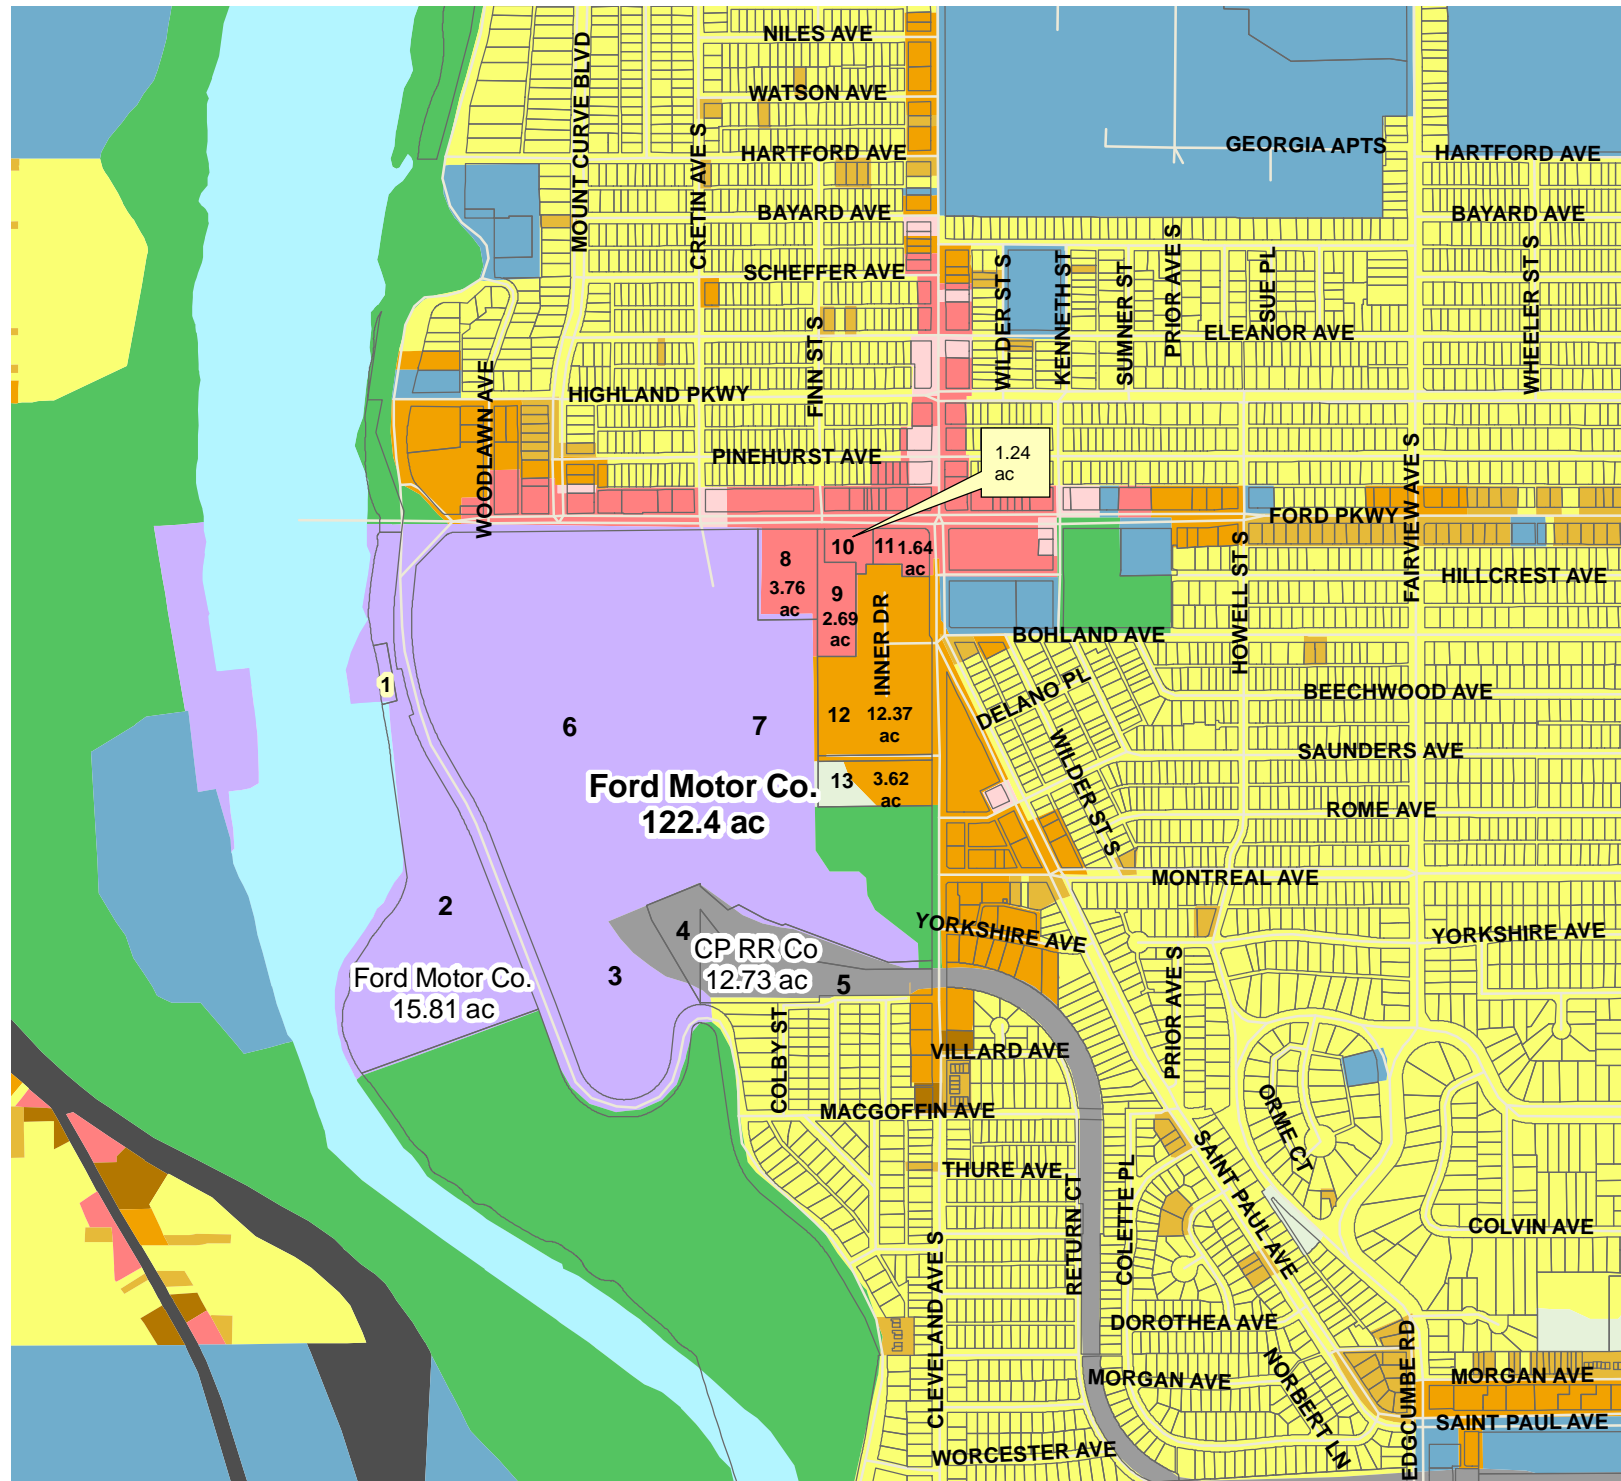 NILES AVE
MOUNT CURVE BLVD
WATSON AVE
CRETIN AVE S
HARTFORD AVE
GEORGIA APTS
HARTFORD AVE
BAYARD AVE
BAYARD AVE
SCHEFFER AVE
WILDER ST S
KENNETH ST
SUMNER ST
PRIOR AVE S
SUE PL
WHEELER ST S
ELEANOR AVE
FINN ST S
WOODLAWN AVE
HIGHLAND PKWY
PINEHURST AVE
1.24
ac
FAIRVIEW AVE S
FORD PKWY
HOWELL ST S
8
3.76
ac
10
11
1.64
ac
9
2.69
ac
INNER DR
HILLCREST AVE
BOHLAND AVE
1
6
7
12
12.37
ac
DELANO PL
BEECHWOOD AVE
WILDER ST S
SAUNDERS AVE
Ford Motor Co.
122.4 ac
13
3.62
ac
ROME AVE
MONTREAL AVE
2
4
CP RR Co
12.73 ac
YORKSHIRE AVE
YORKSHIRE AVE
3
5
Ford Motor Co.
15.81 ac
COLBY ST
PRIOR AVE S
VILLARD AVE
MACGOFFIN AVE
ORME CT
THURE AVE
RETURN CT
COLETTE PL
SAINT PAUL AVE
COLVIN AVE
CLEVELAND AVE S
DOROTHEA AVE
MORGAN AVE
NORBERT LN
EDGCUMBE RD
MORGAN AVE
SAINT PAUL AVE
WORCESTER AVE